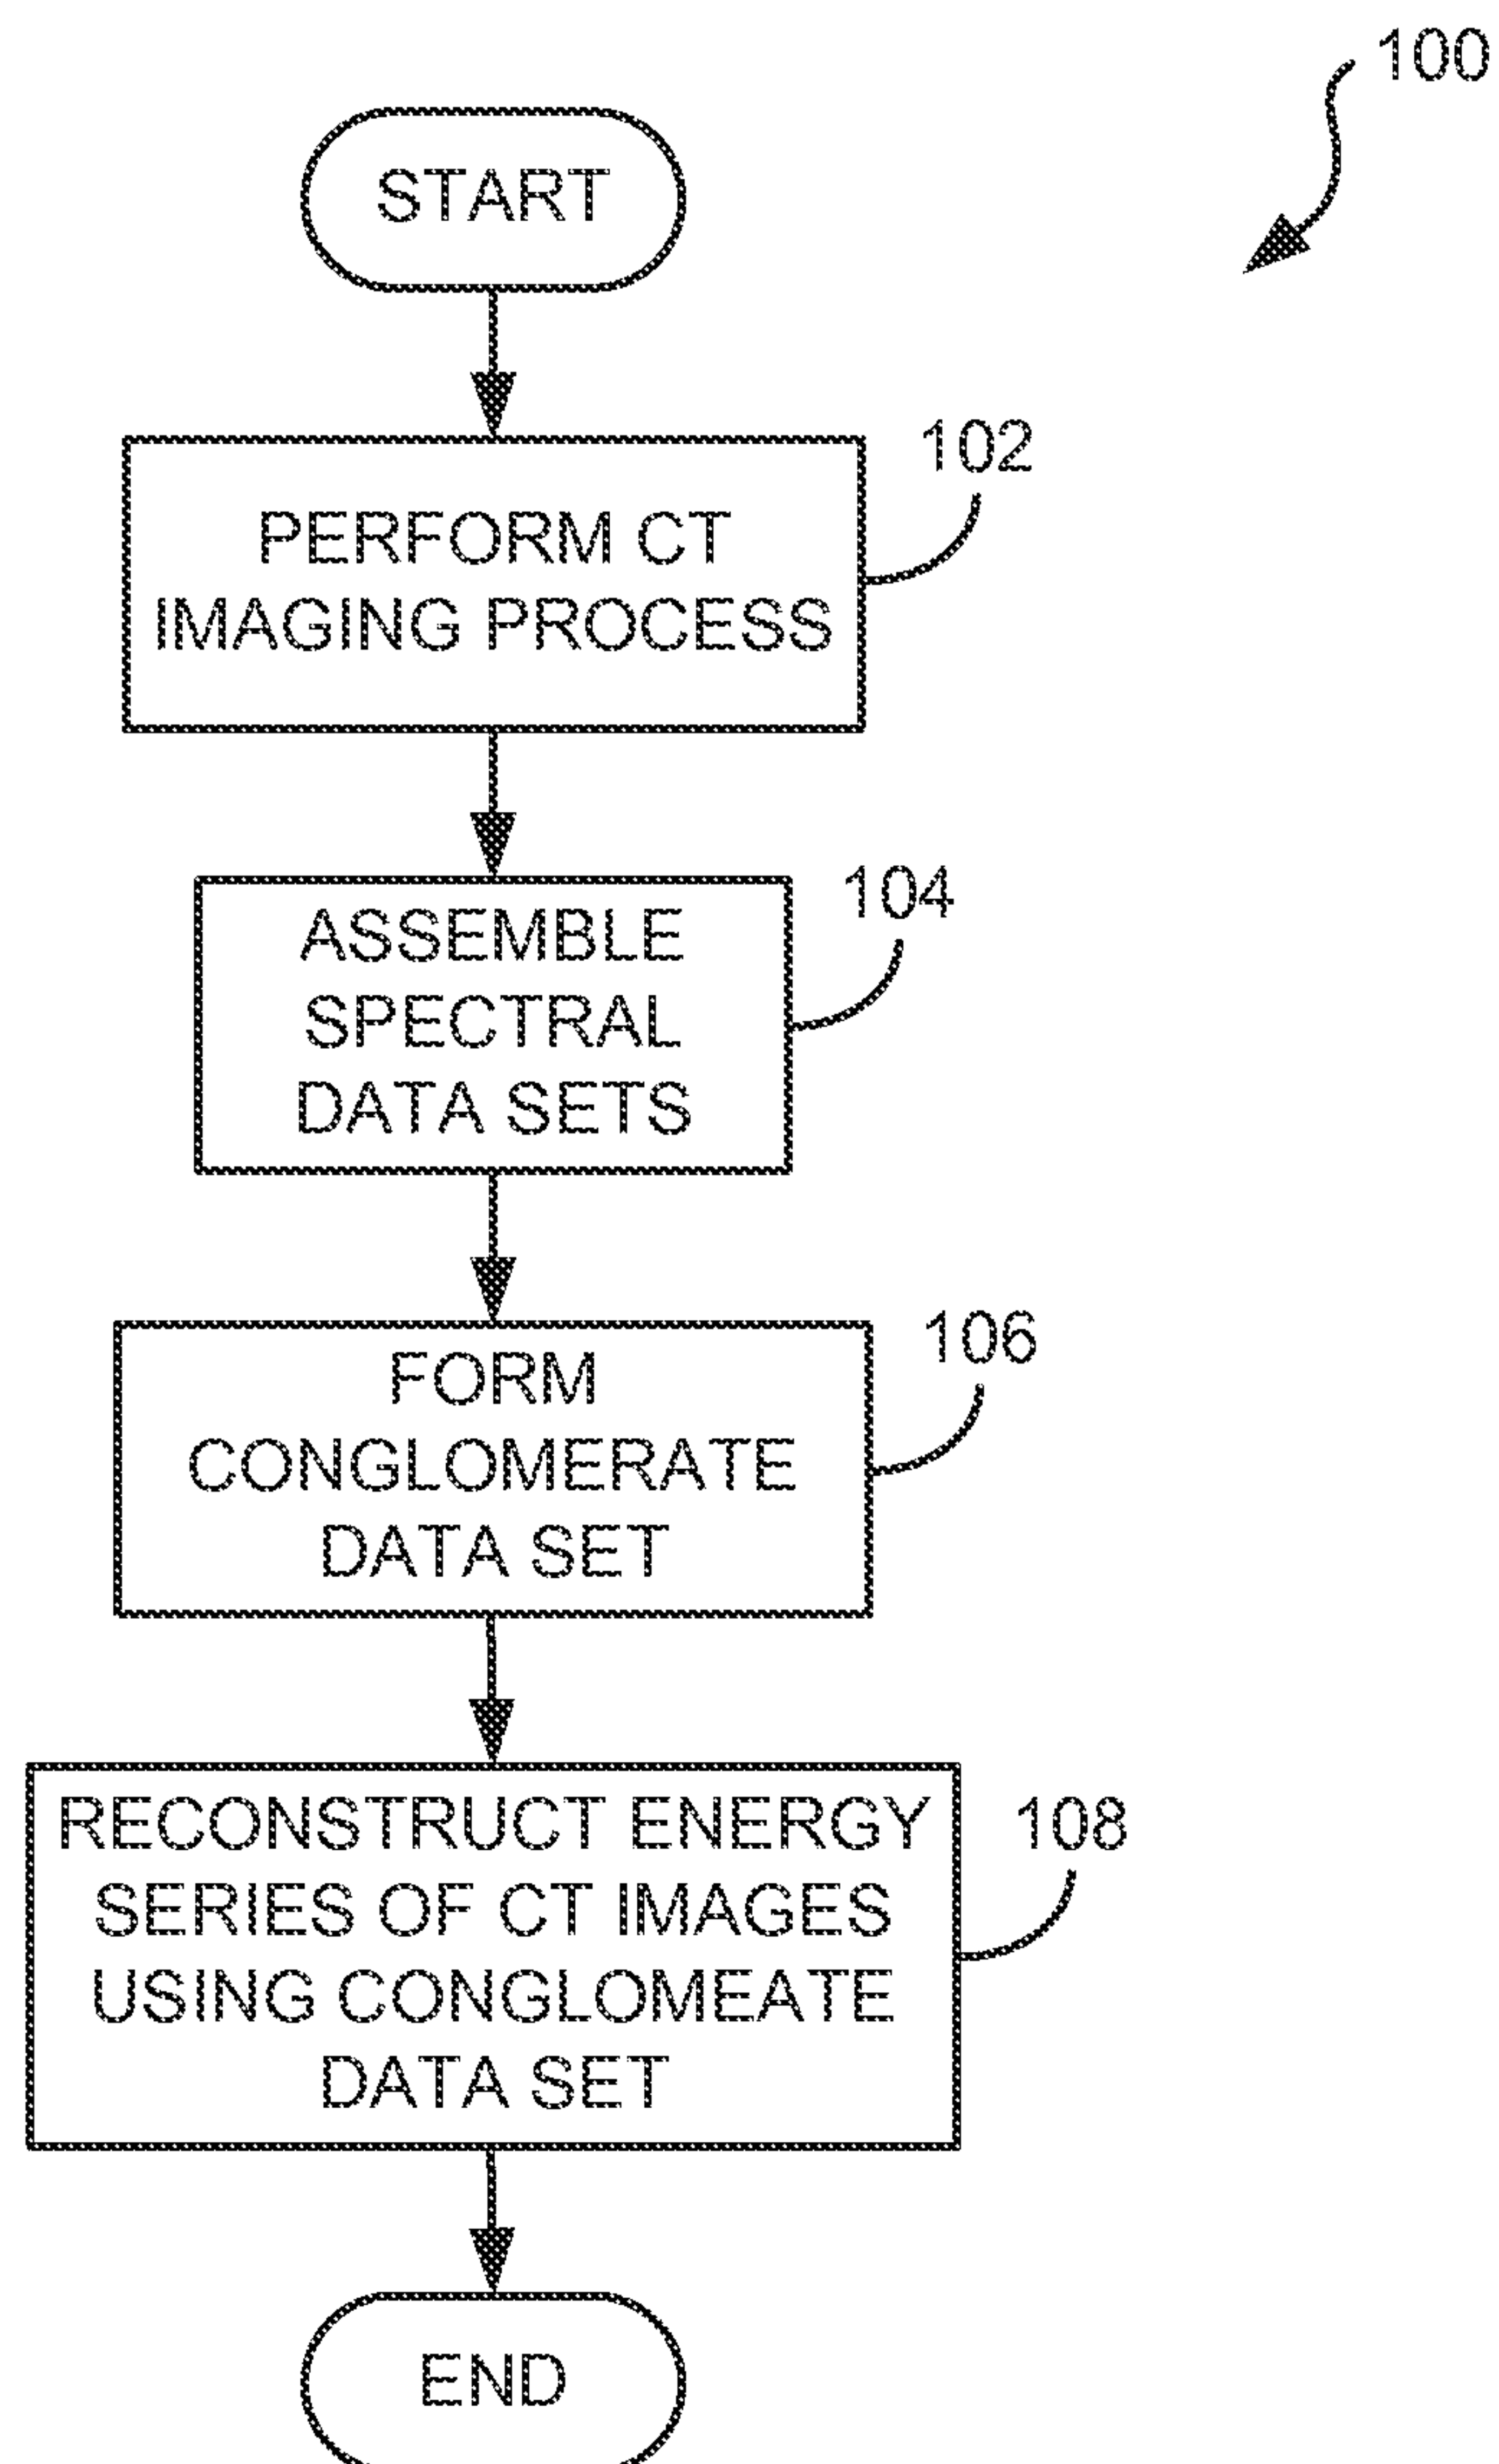 100
START
102
PERFORM CT
IMAGING PROCESS
104
ASSEMBLE
SPECTRAL
DATA SETS
106
FORM
CONGLOMERATE
DATA SET
108
RECONSTRUCT ENERGY
SERIES OF CT IMAGES
USING CONGLOMEATE
DATA SET
END